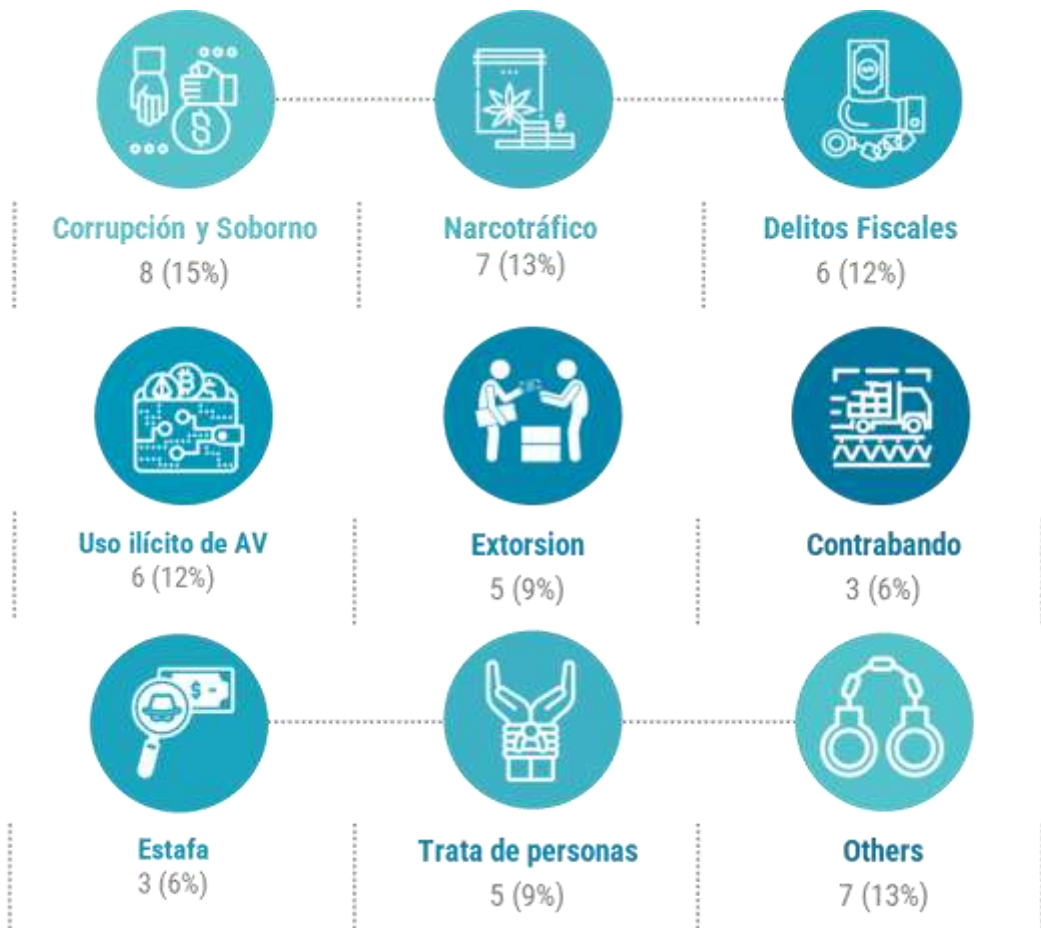 Corrupción y Soborno
8 (15%)
Narcotráfico
7 (13%)
Delitos Fiscales
6 (12%)
Uso ilícito de AV
6 (12%)
Extorsion
5 (9%)
Contrabando
3 (6%)
Estafa
3 (6%)
Trata de personas
5 (9%)
Others
7 (13%)